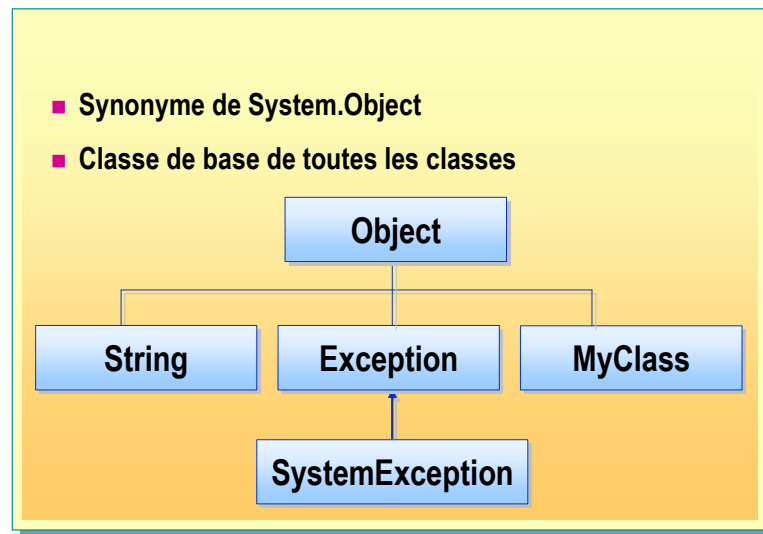 Synonyme de System.Object
Classe de base de toutes les classes
Object
String
Exception
MyClass
SystemException